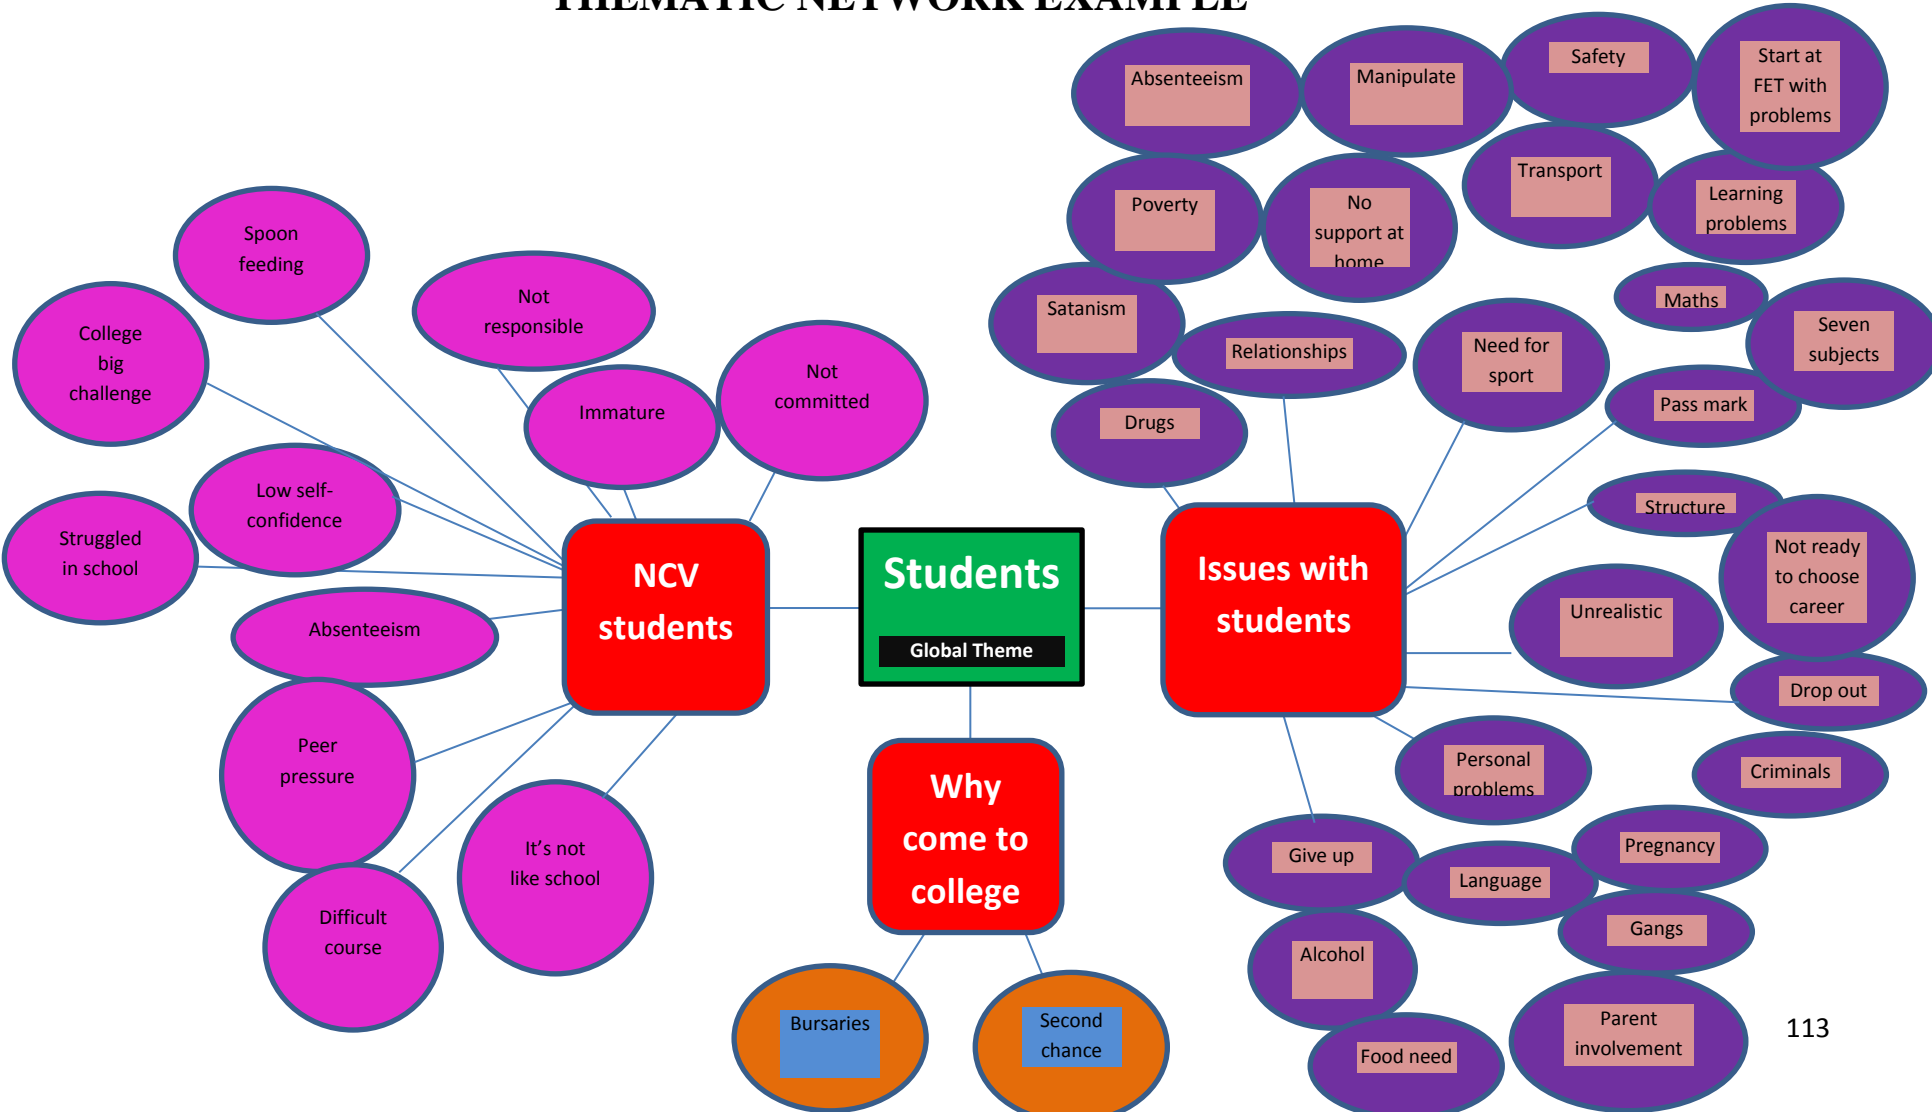 THEMATIC NETWORK EXAMPLE
Absenteeism
Manipulate
Safety
Start at
FET with
problems
Poverty
No
support at
home
Transport
Learning
problems
Satanism
Relationships
Need for
sport
Maths
Seven
subjects
Drugs
Pass mark
Structure
Not ready
to choose
career
Unrealistic
Drop out
Personal
problems
Criminals
Give up
Language
Pregnancy
Gangs
Alcohol
Parent
involvement
Food need
Spoon
feeding
Not
responsible
College
big
challenge
Immature
Not
committed
Low self-
confidence
Struggled
in school
Absenteeism
Peer
pressure
It's not
like school
Difficult
course
NCV
students
Students
Global Theme
Issues with
students
Why
come to
college
Bursaries
Second
chance
113